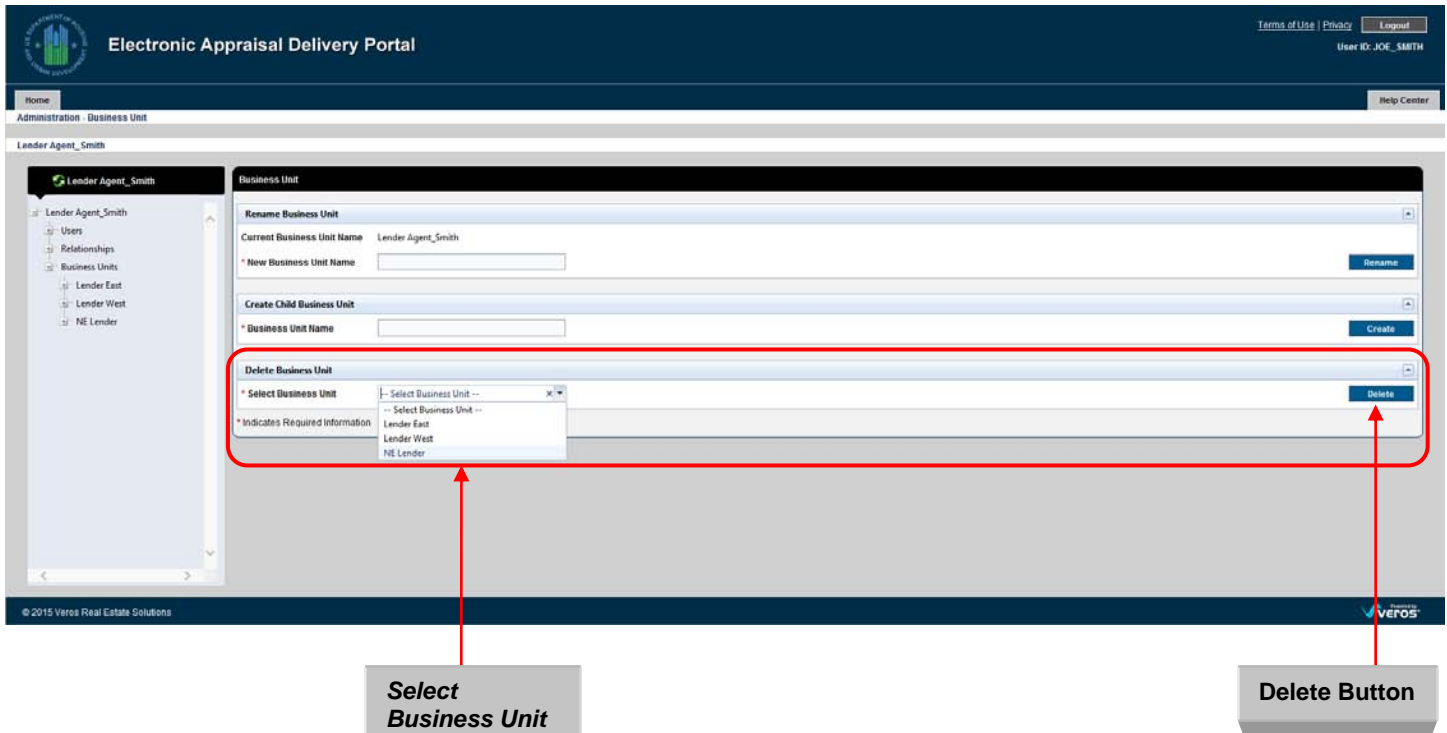 Terms of Use | Privacy Logout
Electronic Appraisal Delivery Portal
User ID: JOE_SMITH
Home Help Center
Administration - Business Unit
Lender Agent_Smith
Lender Agent_Smith
Lender Agent_Smith
Users
Relationships
Business Units
Lender East
Lender West
NE Lender
Business Unit
Rename Business Unit
Current Business Unit Name Lender Agent_Smith
* New Business Unit Name Rename
Create Child Business Unit
* Business Unit Name Create
Delete Business Unit
* Select Business Unit -- Select Business Unit -- Delete
-- Select Business Unit --
* Indicates Required Information Lender East
Lender West
NE Lender
© 2015 Veros Real Estate Solutions
Powered by
veros
Select
Business Unit
Delete Button